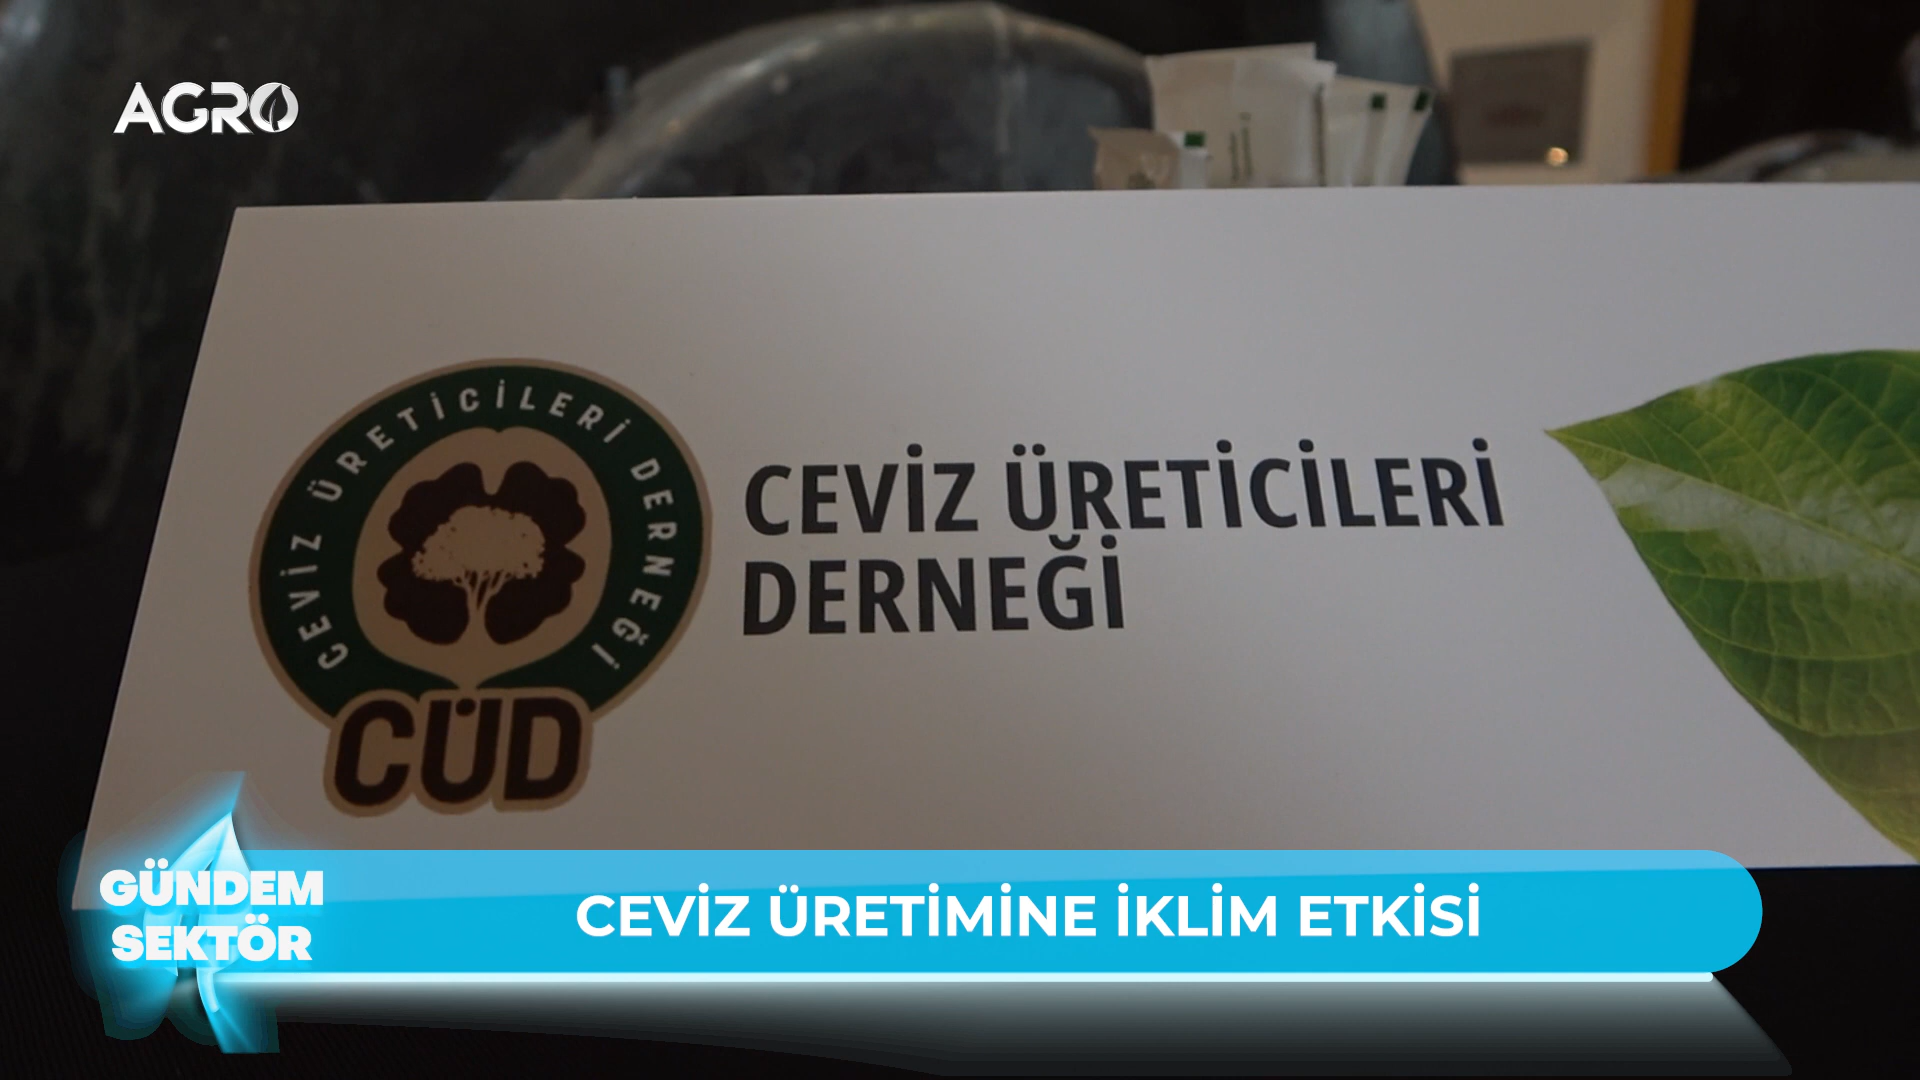 AGRO
CEVİZ ÜRETİCİLERİ DERNEĞİ
CÜD
CEVİZ ÜRETİCİLERİ
DERNEĞİ
GÜNDEM
SEKTÖR
CEVİZ ÜRETİMİNE İKLİM ETKİSİ